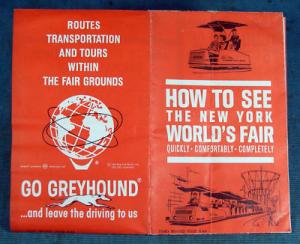 ROUTES
TRANSPORTATION
AND TOURS
WITHIN
THE FAIR GROUNDS
GO GREYHOUND®
...and leave the driving to us
HOW TO SEE
THE NEW YORK
WORLD'S FAIR
QUICKLY • COMFORTABLY • COMPLETELY